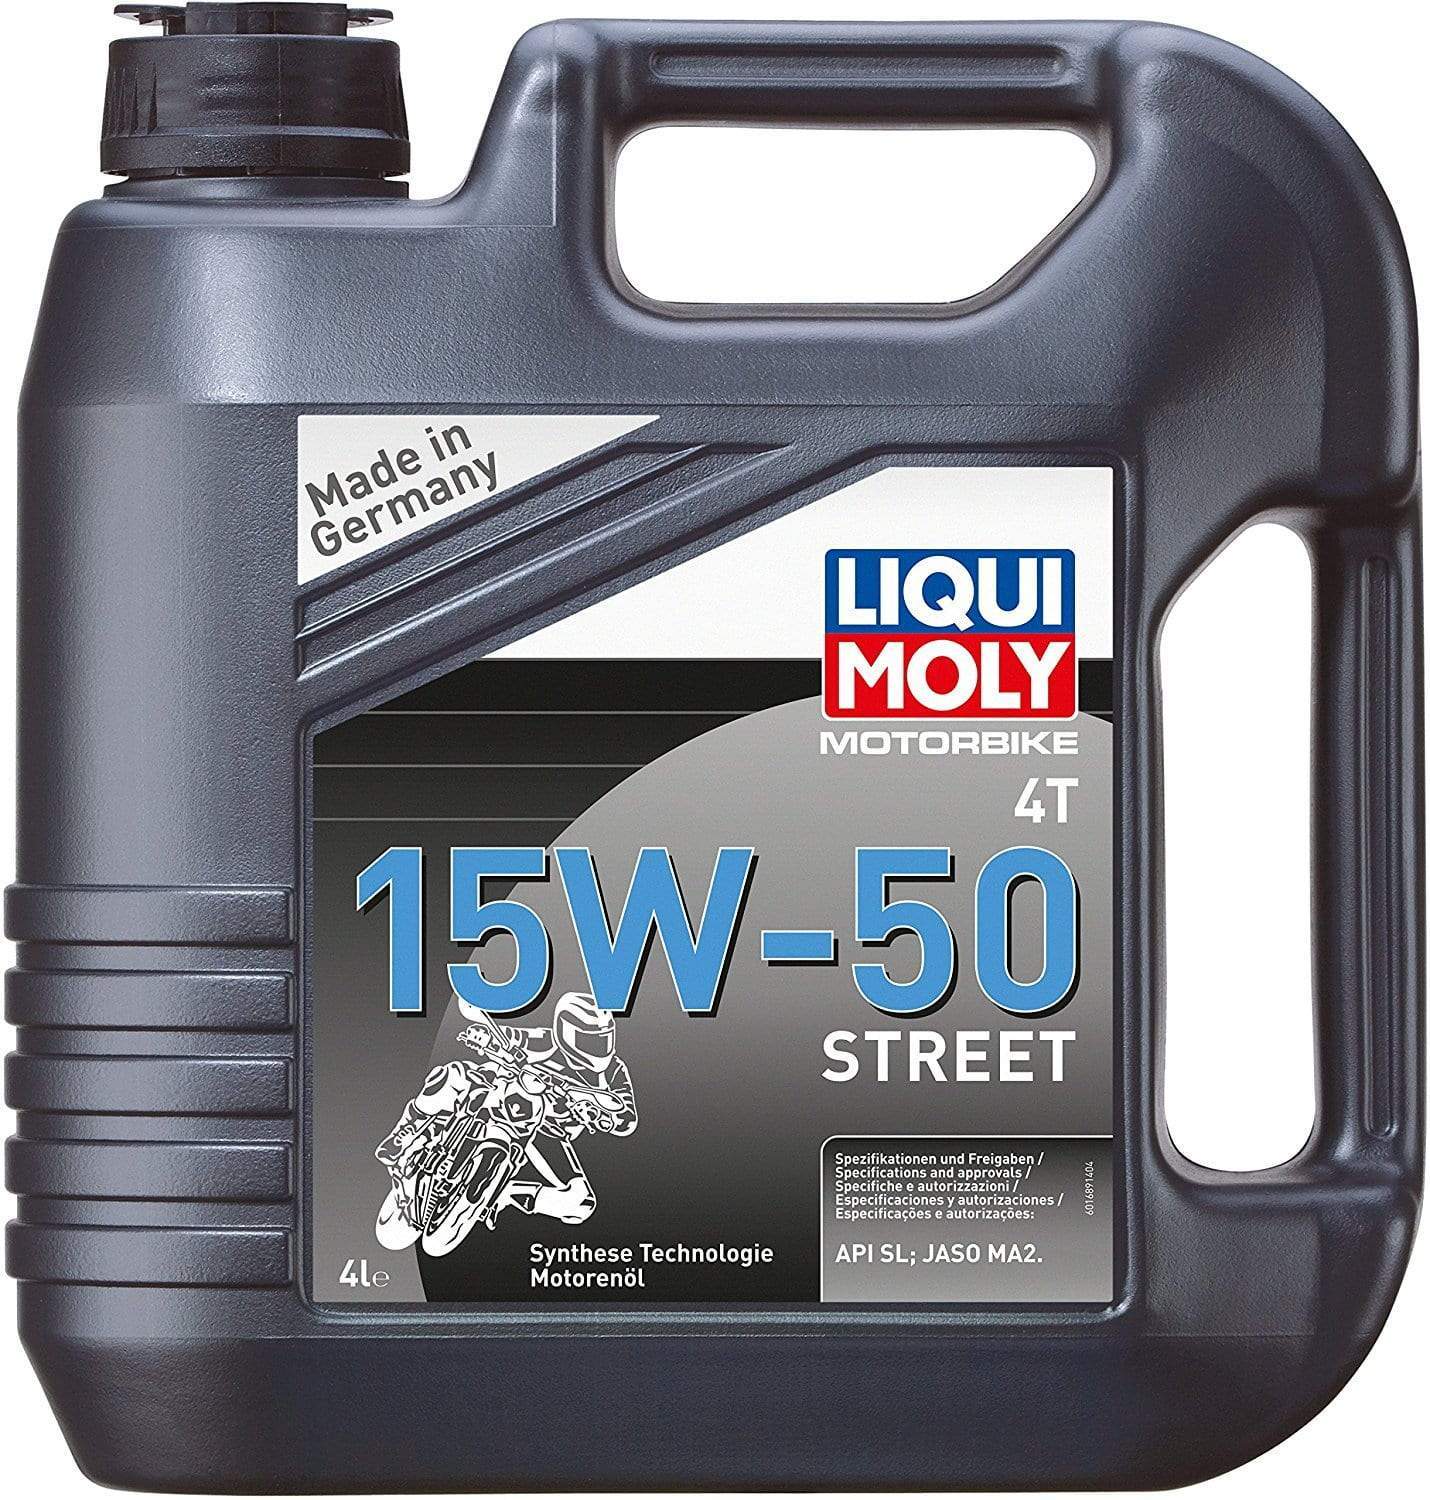 Made in
Germany
LIQUI
MOLY
MOTORBIKE
4T
15W-50
STREET
Spezifikationen und Freigaben /
Specifications and approvals /
Specifiche e autorizzazioni /
Especificaciones y autorizaciones /
Especificações e autorizações:
API SL; JASO MA2.
6016891404
Synthese Technologie
Motorenöl
4l℮